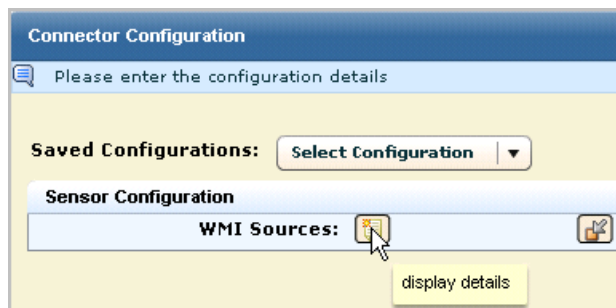 Connector Configuration
Please enter the configuration details
Saved Configurations: Select Configuration
Sensor Configuration
WMI Sources:
display details